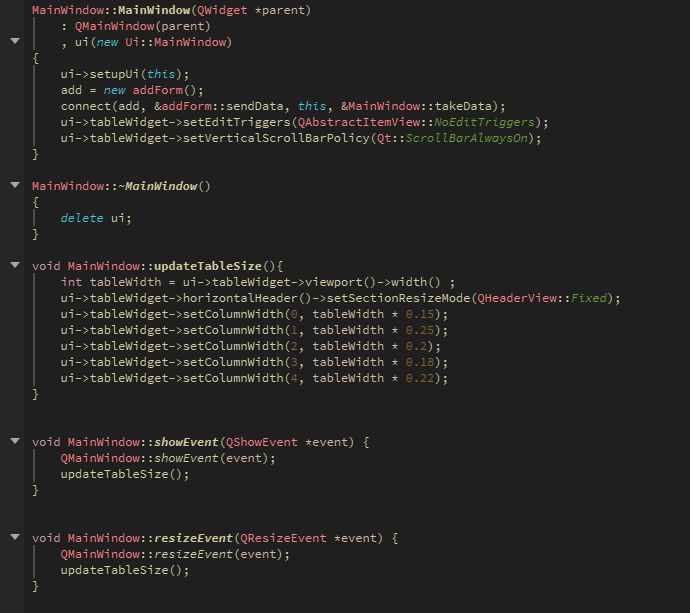 MainWindow::MainWindow(QWidget *parent)
    : QMainWindow(parent)
    , ui(new Ui::MainWindow)
{
    ui->setupUi(this);
    add = new addForm();
    connect(add, &addForm::sendData, this, &MainWindow::takeData);
    ui->tableWidget->setEditTriggers(QAbstractItemView::NoEditTriggers);
    ui->tableWidget->setVerticalScrollBarPolicy(Qt::ScrollBarAlwaysOn);
}
MainWindow::~MainWindow()
{
    delete ui;
}
void MainWindow::updateTableSize(){
    int tableWidth = ui->tableWidget->viewport()->width() ;
    ui->tableWidget->horizontalHeader()->setSectionResizeMode(QHeaderView::Fixed);
    ui->tableWidget->setColumnWidth(0, tableWidth * 0.15);
    ui->tableWidget->setColumnWidth(1, tableWidth * 0.25);
    ui->tableWidget->setColumnWidth(2, tableWidth * 0.2);
    ui->tableWidget->setColumnWidth(3, tableWidth * 0.18);
    ui->tableWidget->setColumnWidth(4, tableWidth * 0.22);
}
void MainWindow::showEvent(QShowEvent *event) {
    QMainWindow::showEvent(event);
    updateTableSize();
}
void MainWindow::resizeEvent(QResizeEvent *event) {
    QMainWindow::resizeEvent(event);
    updateTableSize();
}